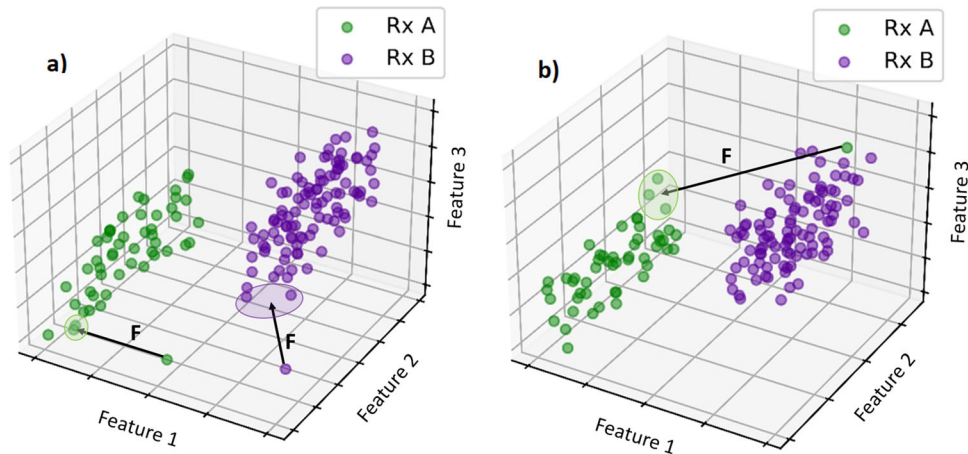 a)
Rx A
Rx B
F
F
Feature 1
Feature 2
Feature 3
b)
Rx A
Rx B
F
Feature 1
Feature 2
Feature 3